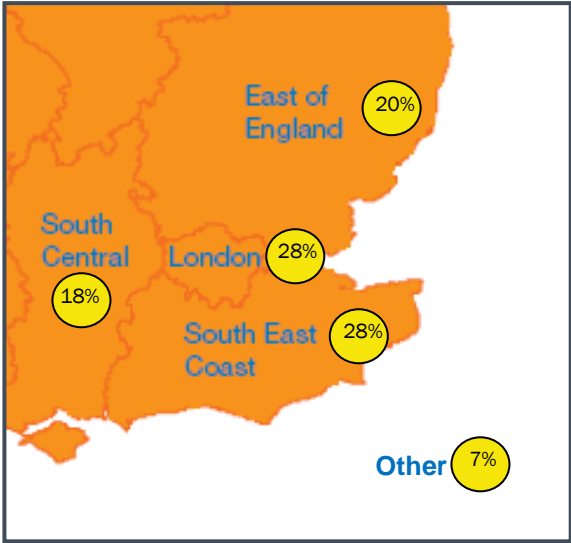 East of
England
20%
South
Central
18%
London
28%
South East
Coast
28%
Other
7%